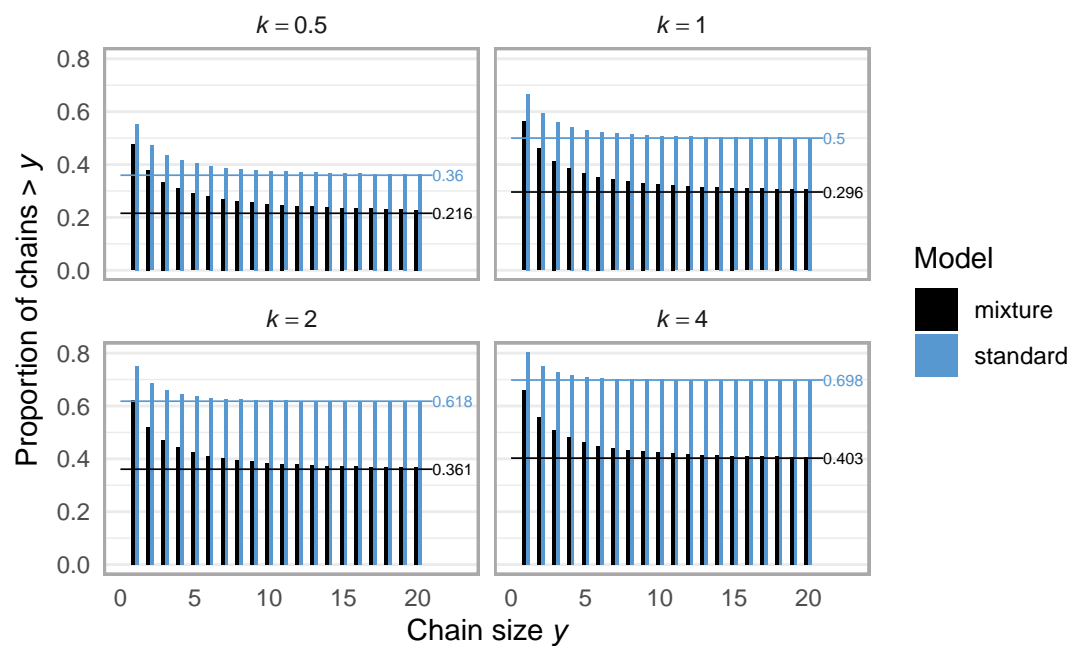 k = 0.5
k = 1
0.8
0.6
0.4
0.2
0.0
0.36
0.216
0.5
0.296
k = 2
k = 4
0.8
0.6
0.4
0.2
0.0
0.618
0.361
0.698
0.403
0 5 10 15 20
0 5 10 15 20
Chain size y
Proportion of chains > y
Model
mixture
standard